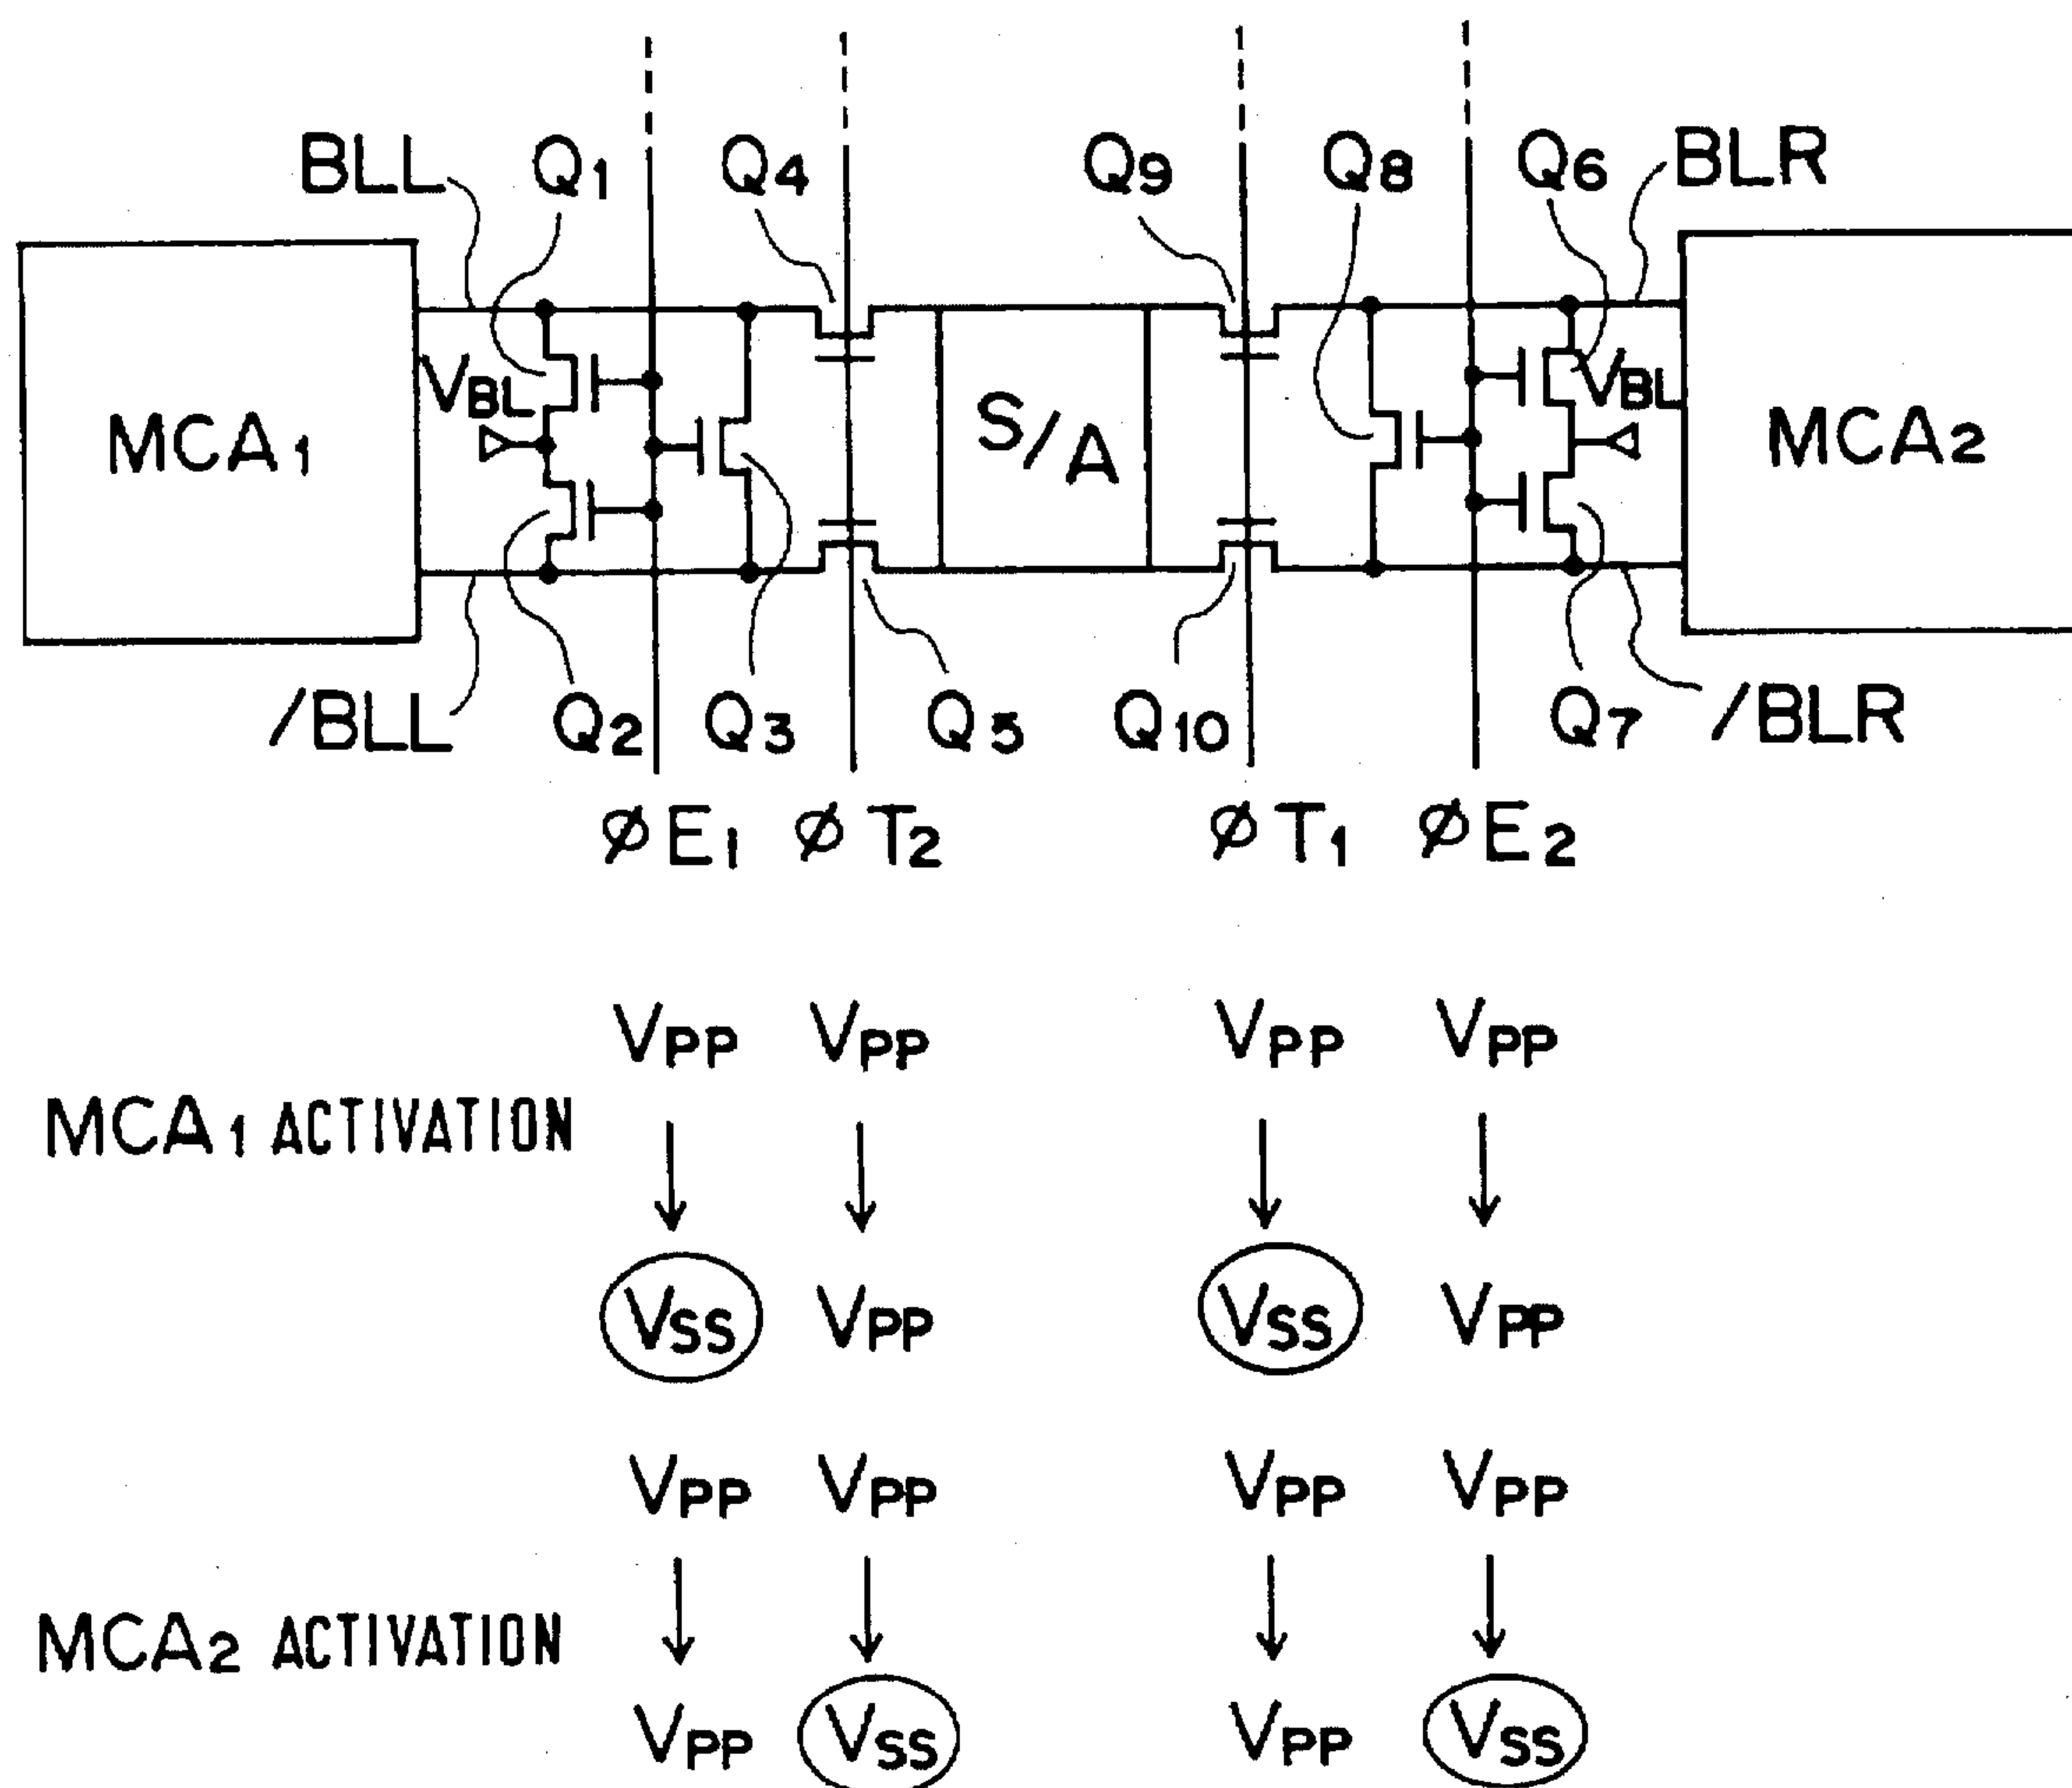 BLL Q1 Q4 Q9 Q8 Q6 BLR
VBL VBL
MCA1 S/A MCA2
/BLL Q2 Q3 Q5 Q10 Q7 /BLR
øE1 øT2 øT1 øE2
VPP VPP VPP VPP
MCA1 ACTIVATION
VSS VPP VSS VPP
VPP VPP VPP VPP
MCA2 ACTIVATION
VPP VSS VPP VSS